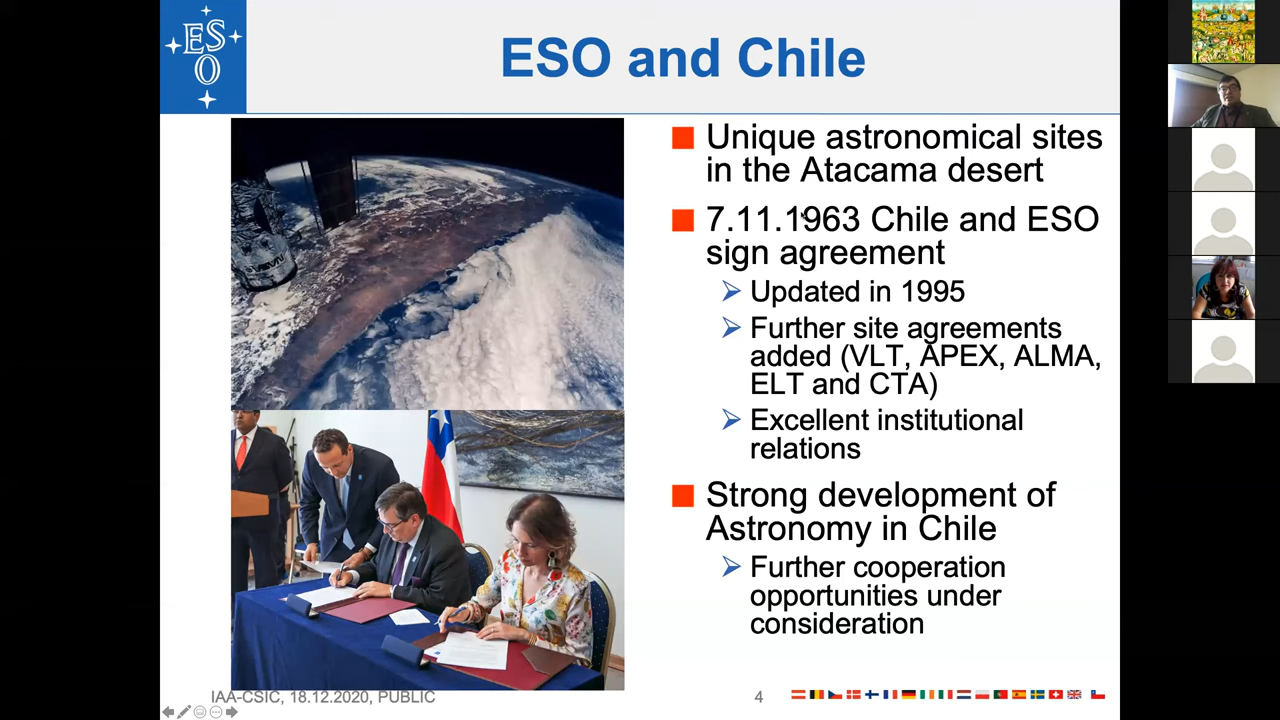 ESO
ESO and Chile
Unique astronomical sites
in the Atacama desert
7.11.1963 Chile and ESO
sign agreement
Updated in 1995
Further site agreements
added (VLT, APEX, ALMA,
ELT and CTA)
Excellent institutional
relations
Strong development of
Astronomy in Chile
Further cooperation
opportunities under
consideration
IAA-CSIC, 18.12.2020, PUBLIC
4